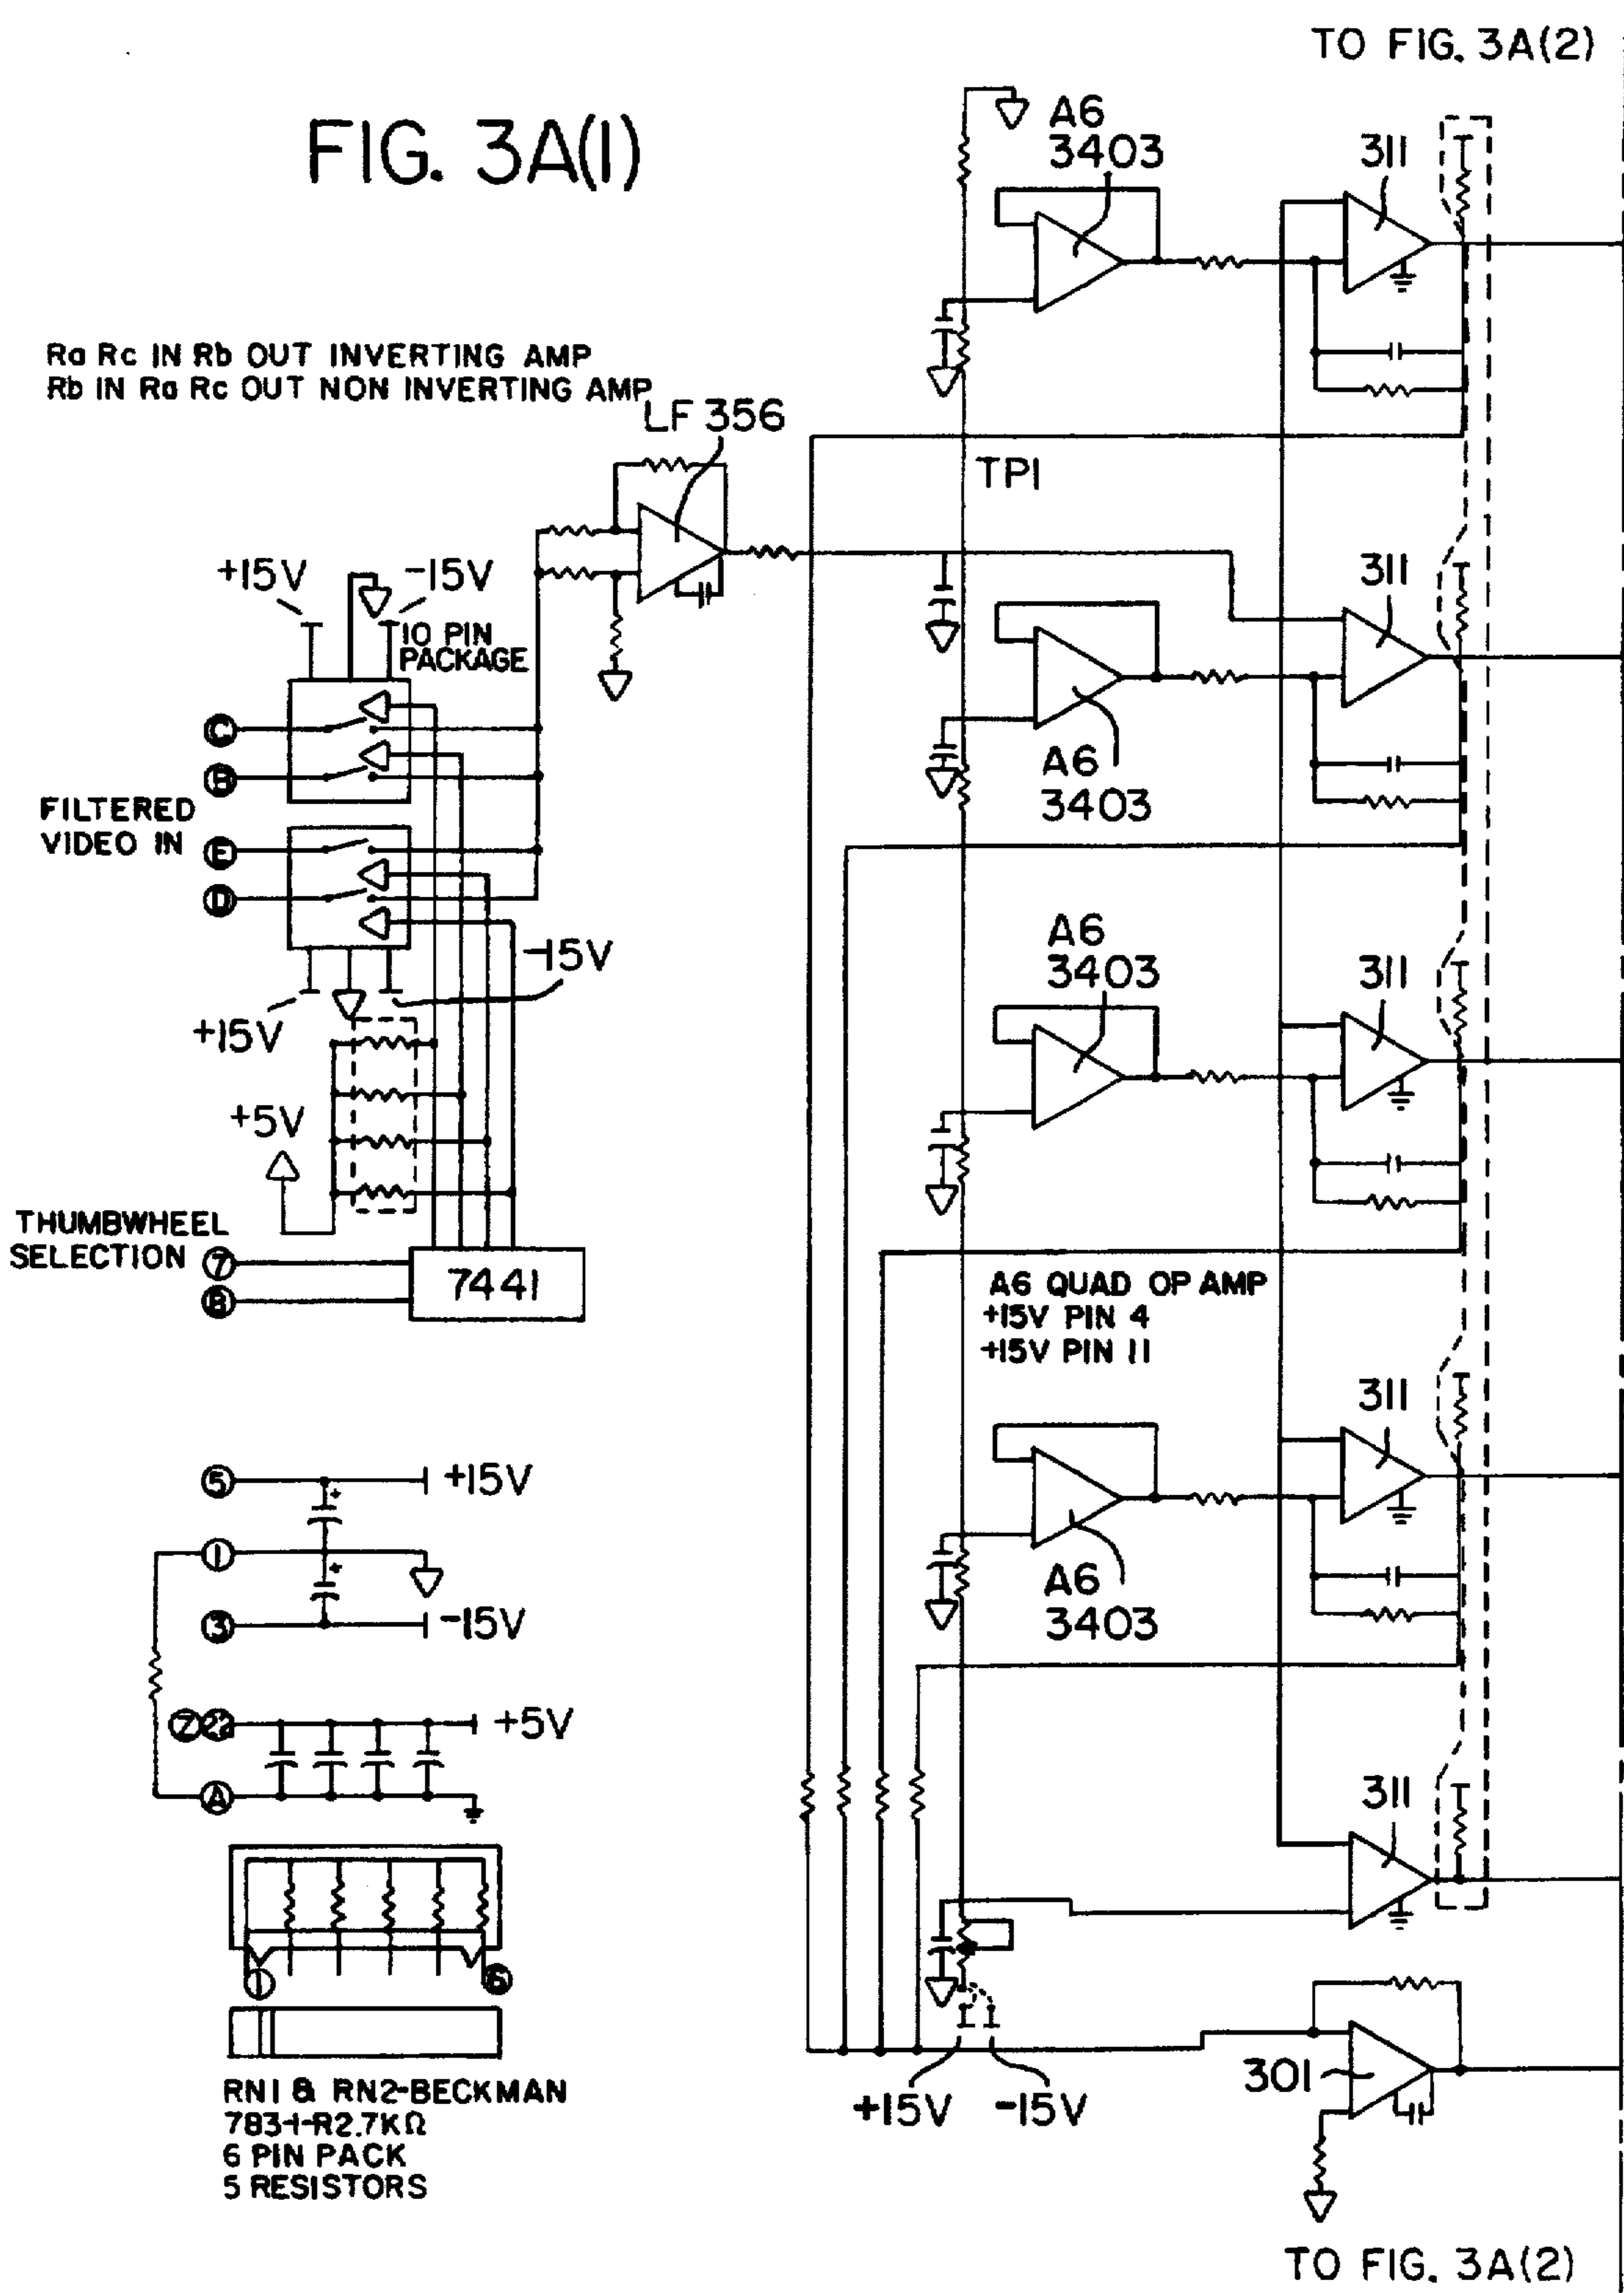 TO FIG. 3A(2)
FIG. 3A(1)
A6
3403
311
Ra Rc IN Rb OUT INVERTING AMP
Rb IN Ra Rc OUT NON INVERTING AMP
LF 356
TP1
+15V
-15V
10 PIN
PACKAGE
311
C
B
A6
3403
FILTERED
VIDEO IN
E
D
A6
3403
311
-15V
+15V
+5V
THUMBWHEEL
SELECTION
7
8
7441
A6 QUAD OP AMP
+15V PIN 4
+15V PIN 11
311
5
+15V
1
A6
3403
3
-15V
Z
22
+5V
A
311
1
6
301
+15V
-15V
RN1 & RN2-BECKMAN
783-1-R2.7KΩ
6 PIN PACK
5 RESISTORS
TO FIG. 3A(2)